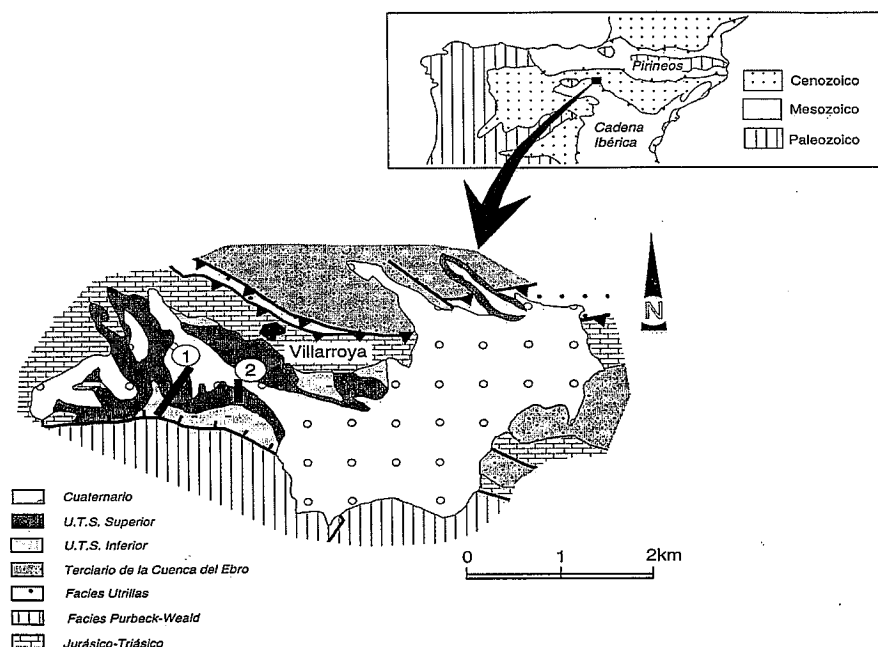 Pirineos
Cadena
Ibérica
Cenozoico
Mesozoico
Paleozoico
N
Villarroya
1
2
Cuaternario
U.T.S. Superior
U.T.S. Inferior
Terciario de la Cuenca del Ebro
Facies Utrillas
Facies Purbeck-Weald
Jurásico-Triásico
0 1 2km